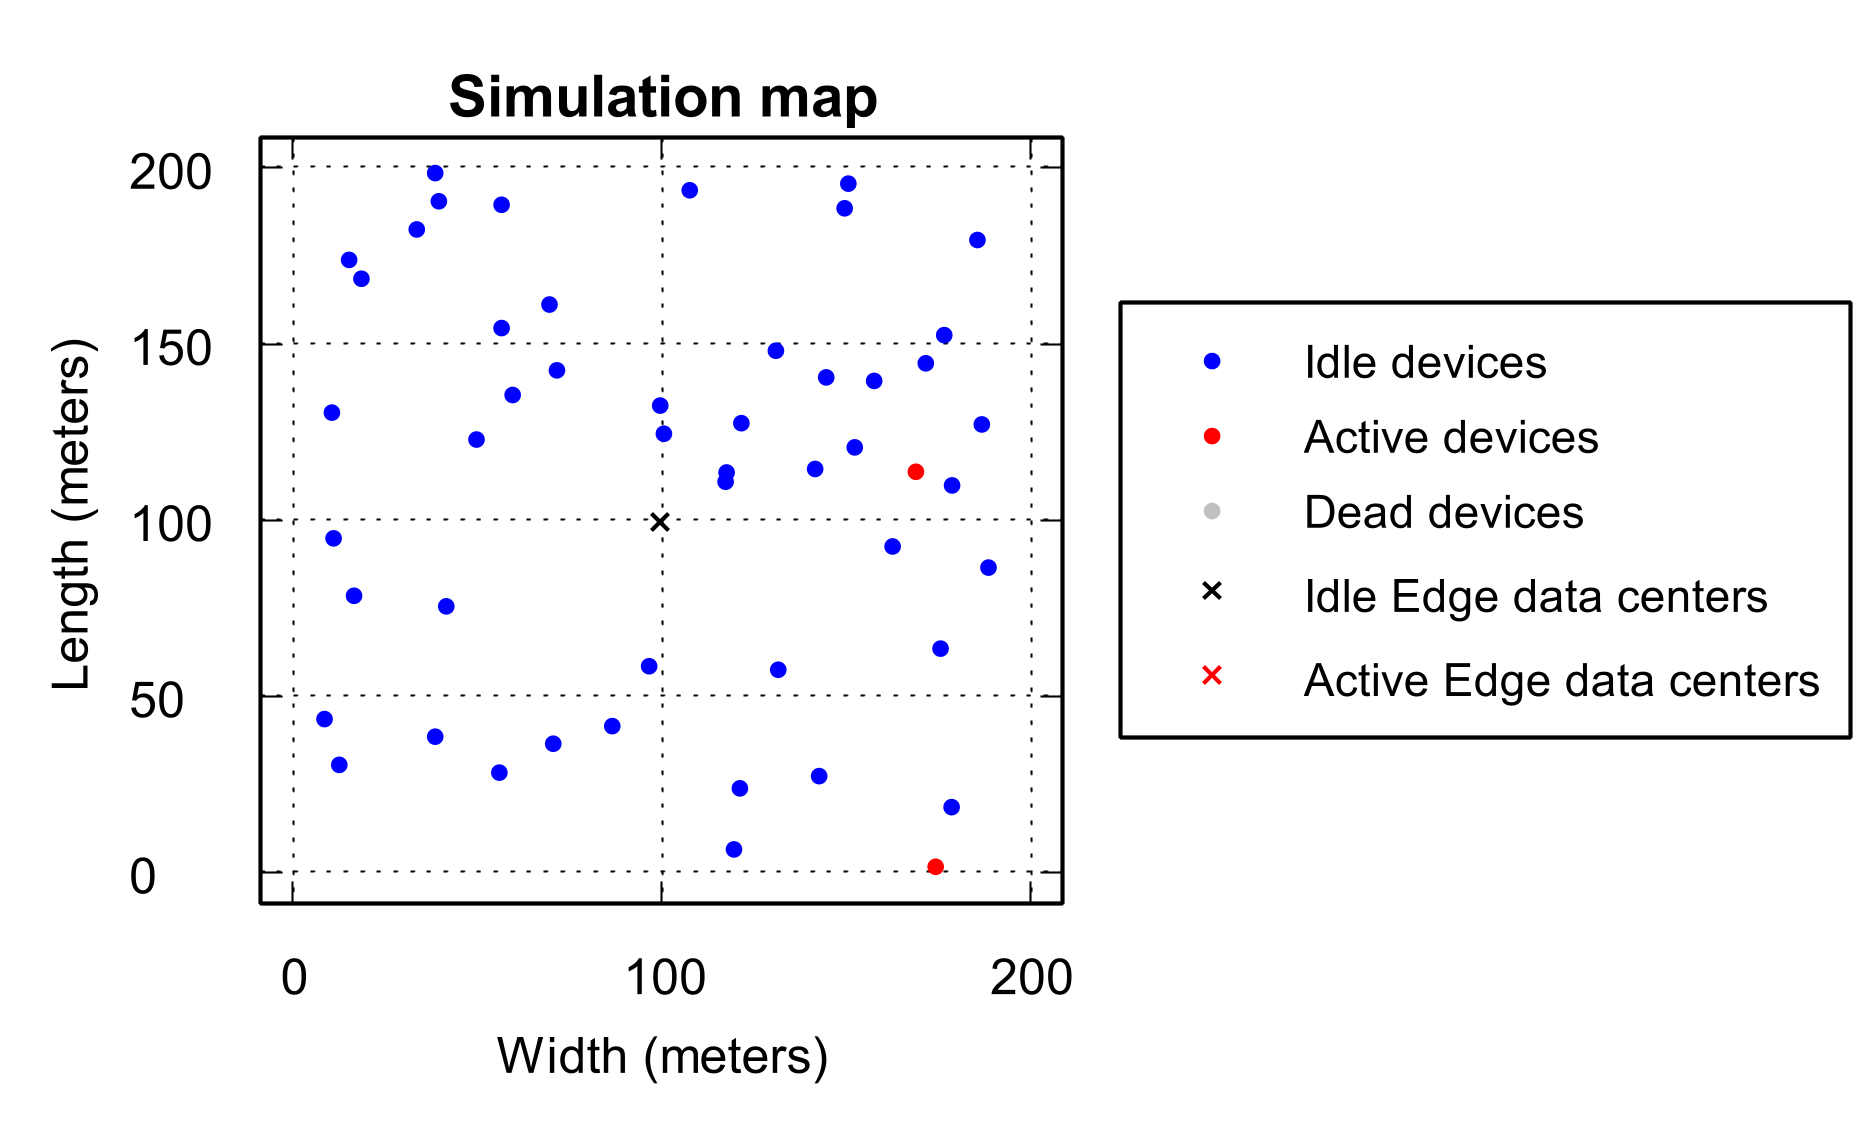 Simulation map
200
150
100
50
0
Length (meters)
0 100 200
Width (meters)
Idle devices
Active devices
Dead devices
Idle Edge data centers
Active Edge data centers